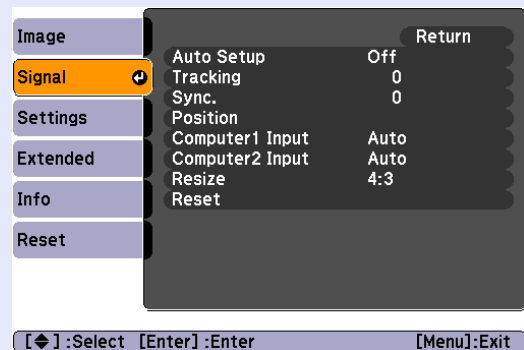 Image
Signal
Settings
Extended
Info
Reset
Return
Auto Setup Off
Tracking 0
Sync. 0
Position
Computer1 Input Auto
Computer2 Input Auto
Resize 4:3
Reset
[◆] :Select [Enter] :Enter [Menu]:Exit